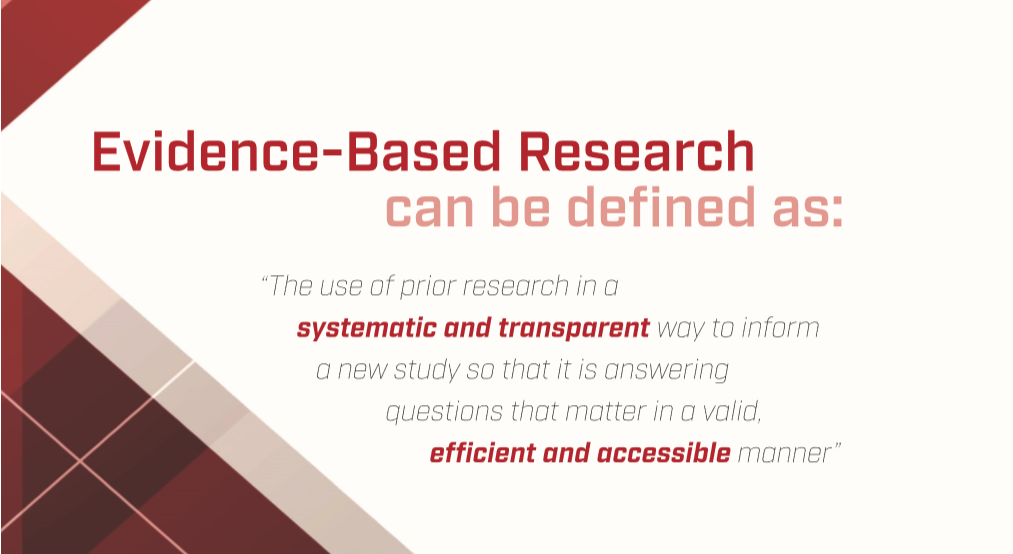 Evidence-Based Research
can be defined as:
“The use of prior research in a
systematic and transparent way to inform
a new study so that it is answering
questions that matter in a valid,
efficient and accessible manner”